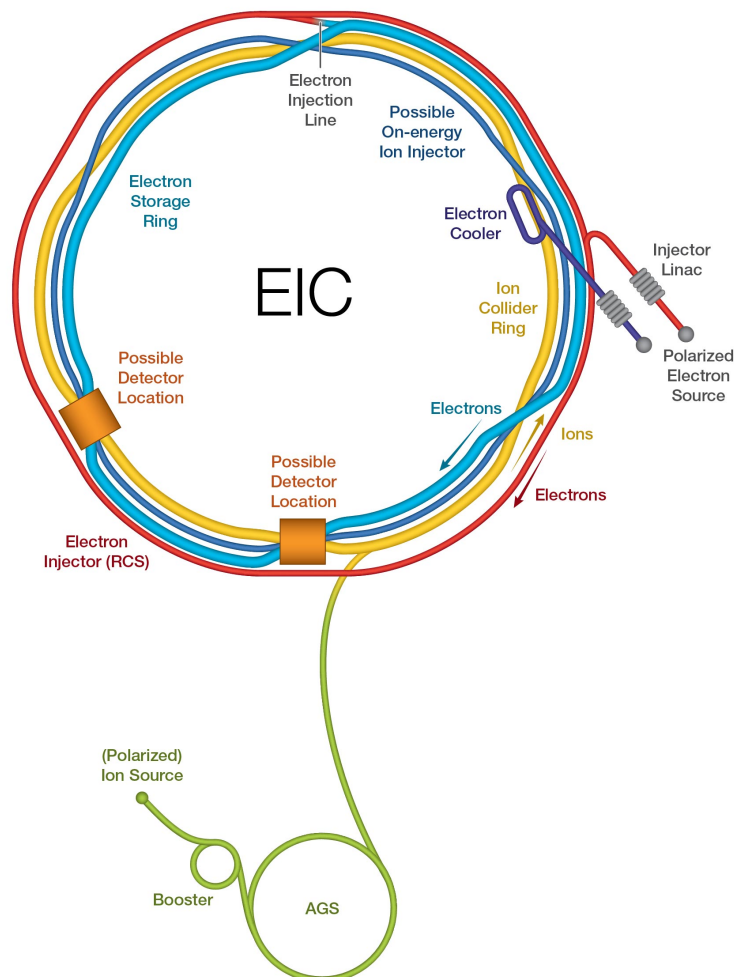 Electron
Injection
Line
Possible
On-energy
Ion Injector
Electron
Storage
Ring
Electron
Cooler
Injector
Linac
EIC
Ion
Collider
Ring
Polarized
Electron
Source
Possible
Detector
Location
Electrons
Ions
Possible
Detector
Location
Electrons
Electron
Injector (RCS)
(Polarized)
Ion Source
Booster
AGS